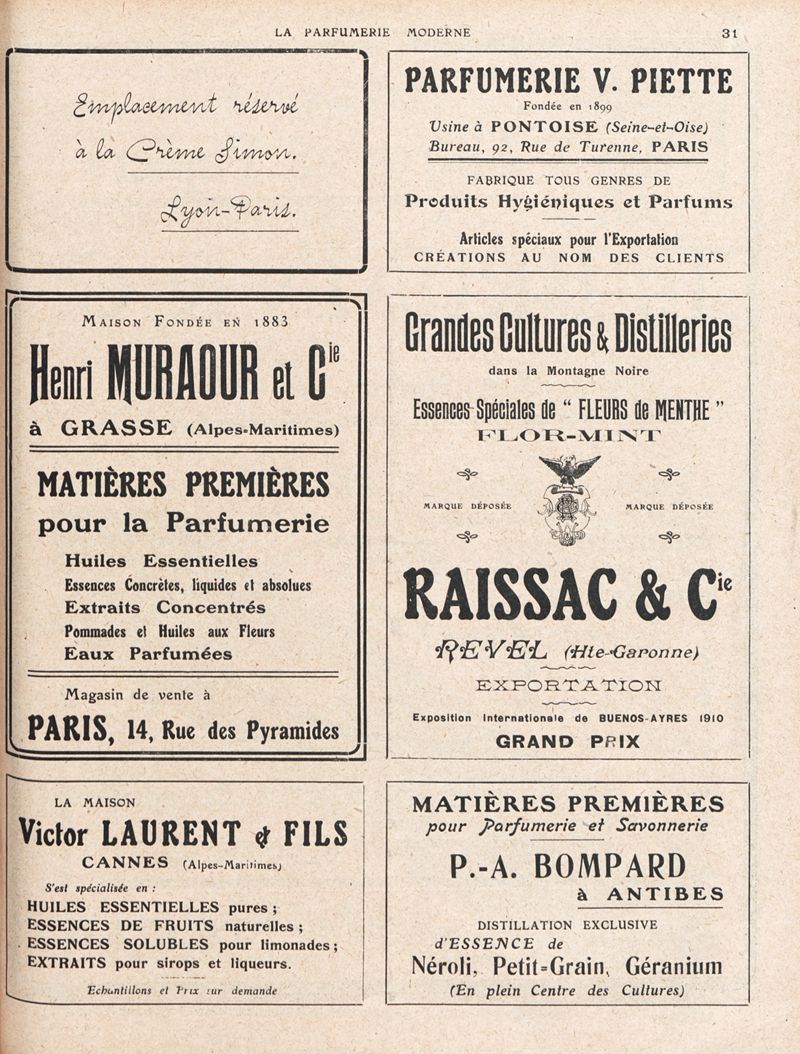 LA PARFUMERIE MODERNE 31
Emplacement réservé
à la Crème Simon.
Lyon-Paris.
PARFUMERIE V. PIETTE
Fondée en 1899
Usine à PONTOISE (Seine-et-Oise)
Bureau, 92, Rue de Turenne, PARIS
FABRIQUE TOUS GENRES DE
Produits Hygiéniques et Parfums
Articles spéciaux pour l'Exportation
CRÉATIONS AU NOM DES CLIENTS
MAISON FONDÉE EN 1883
Henri MURAOUR et Cie
à GRASSE (Alpes-Maritimes)
MATIÈRES PREMIÈRES
pour la Parfumerie
Huiles Essentielles
Essences Concrètes, liquides et absolues
Extraits Concentrés
Pommades et Huiles aux Fleurs
Eaux Parfumées
Magasin de vente à
PARIS, 14, Rue des Pyramides
Grandes Cultures & Distilleries
dans la Montagne Noire
Essences Spéciales de " FLEURS de MENTHE "
FLOR-MINT
MARQUE DÉPOSÉE MARQUE DÉPOSÉE
RAISSAC & Cie
REVEL (Hte-Garonne)
EXPORTATION
Exposition Internationale de BUENOS-AYRES 1910
GRAND PRIX
LA MAISON
Victor LAURENT & FILS
CANNES (Alpes-Maritimes)
S'est spécialisée en :
HUILES ESSENTIELLES pures ;
ESSENCES DE FRUITS naturelles ;
ESSENCES SOLUBLES pour limonades ;
EXTRAITS pour sirops et liqueurs.
Echantillons et Prix sur demande
MATIÈRES PREMIÈRES
pour Parfumerie et Savonnerie
P.-A. BOMPARD
à ANTIBES
DISTILLATION EXCLUSIVE
d'ESSENCE de
Néroli, Petit-Grain, Géranium
(En plein Centre des Cultures)